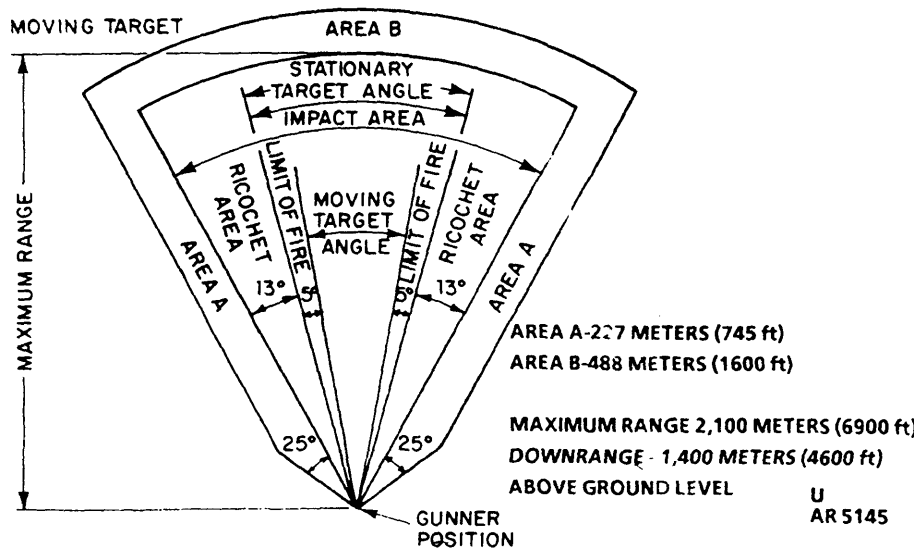 MOVING TARGET
AREA B
STATIONARY
TARGET ANGLE
IMPACT AREA
LIMIT OF FIRE
LIMIT OF FIRE
RICOCHET
AREA
RICOCHET
AREA
MOVING
TARGET
ANGLE
MAXIMUM RANGE
AREA A
AREA A
13°
5°
5°
13°
25°
25°
GUNNER
POSITION
AREA A-227 METERS (745 ft)
AREA B-488 METERS (1600 ft)
MAXIMUM RANGE 2,100 METERS (6900 ft)
DOWNRANGE - 1,400 METERS (4600 ft)
ABOVE GROUND LEVEL
U
AR 5145